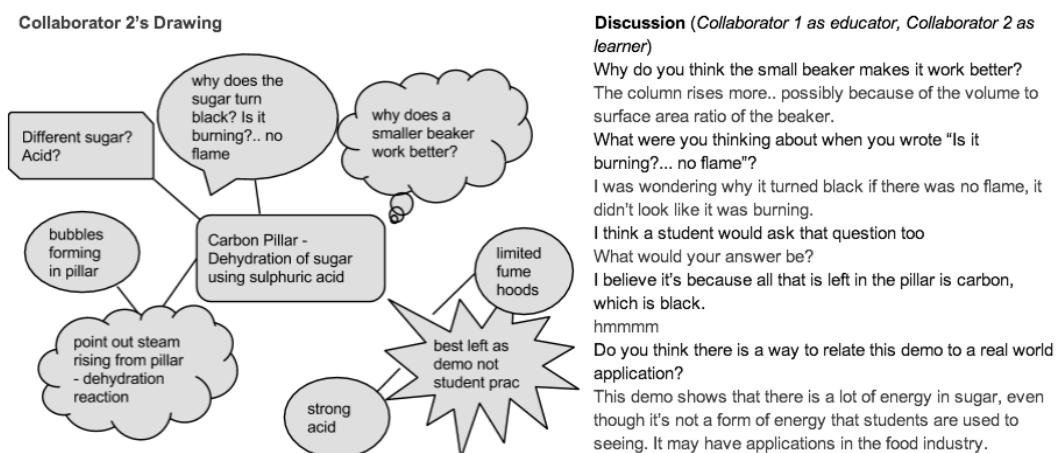 Collaborator 2's Drawing
why does the
sugar turn
black? Is it
burning?.. no
flame
why does a
smaller beaker
work better?
Different sugar?
Acid?
bubbles
forming
in pillar
Carbon Pillar -
Dehydration of sugar
using sulphuric acid
limited
fume
hoods
point out steam
rising from pillar
- dehydration
reaction
best left as
demo not
student prac
strong
acid
Discussion (Collaborator 1 as educator, Collaborator 2 as
learner)
Why do you think the small beaker makes it work better?
The column rises more.. possibly because of the volume to
surface area ratio of the beaker.
What were you thinking about when you wrote “Is it
burning?... no flame”?
I was wondering why it turned black if there was no flame, it
didn't look like it was burning.
I think a student would ask that question too
What would your answer be?
I believe it's because all that is left in the pillar is carbon,
which is black.
hmmmm
Do you think there is a way to relate this demo to a real world
application?
This demo shows that there is a lot of energy in sugar, even
though it's not a form of energy that students are used to
seeing. It may have applications in the food industry.